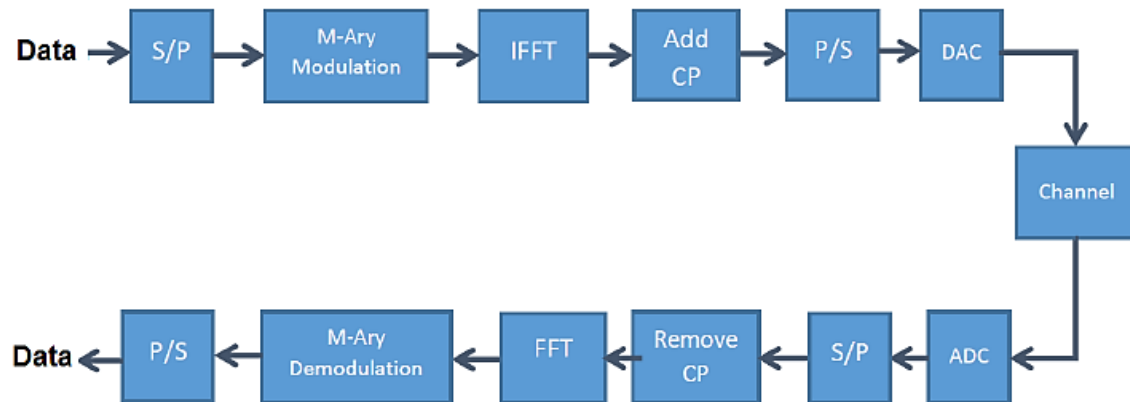 Data
S/P
M-Ary
Modulation
IFFT
Add
CP
P/S
DAC
Channel
ADC
S/P
Remove
CP
FFT
M-Ary
Demodulation
P/S
Data